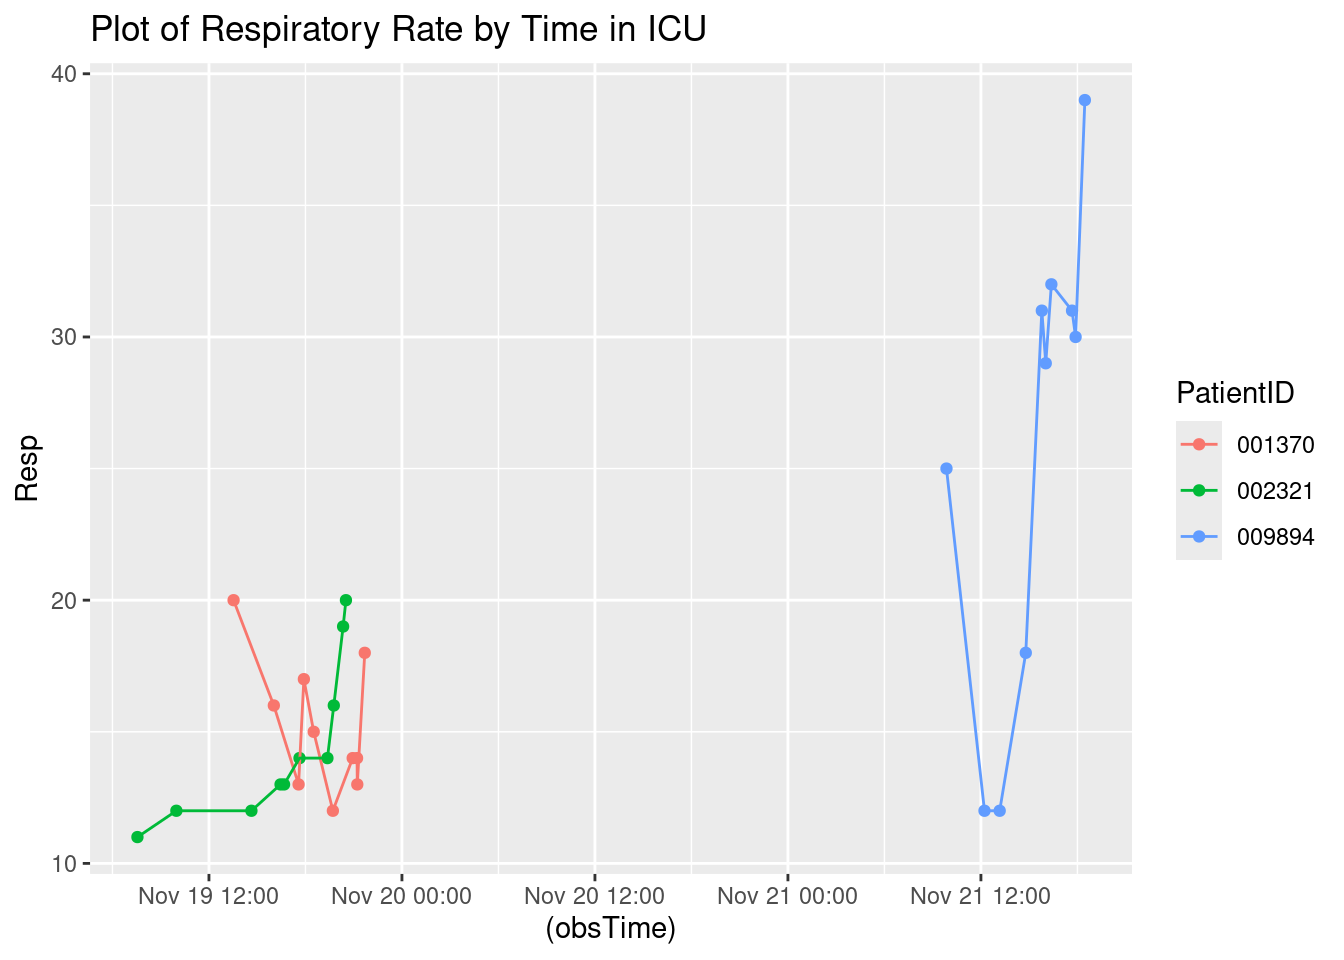 Plot of Respiratory Rate by Time in ICU
40
30
20
10
Resp
Nov 19 12:00 Nov 20 00:00 Nov 20 12:00 Nov 21 00:00 Nov 21 12:00
(obsTime)
PatientID
001370
002321
009894